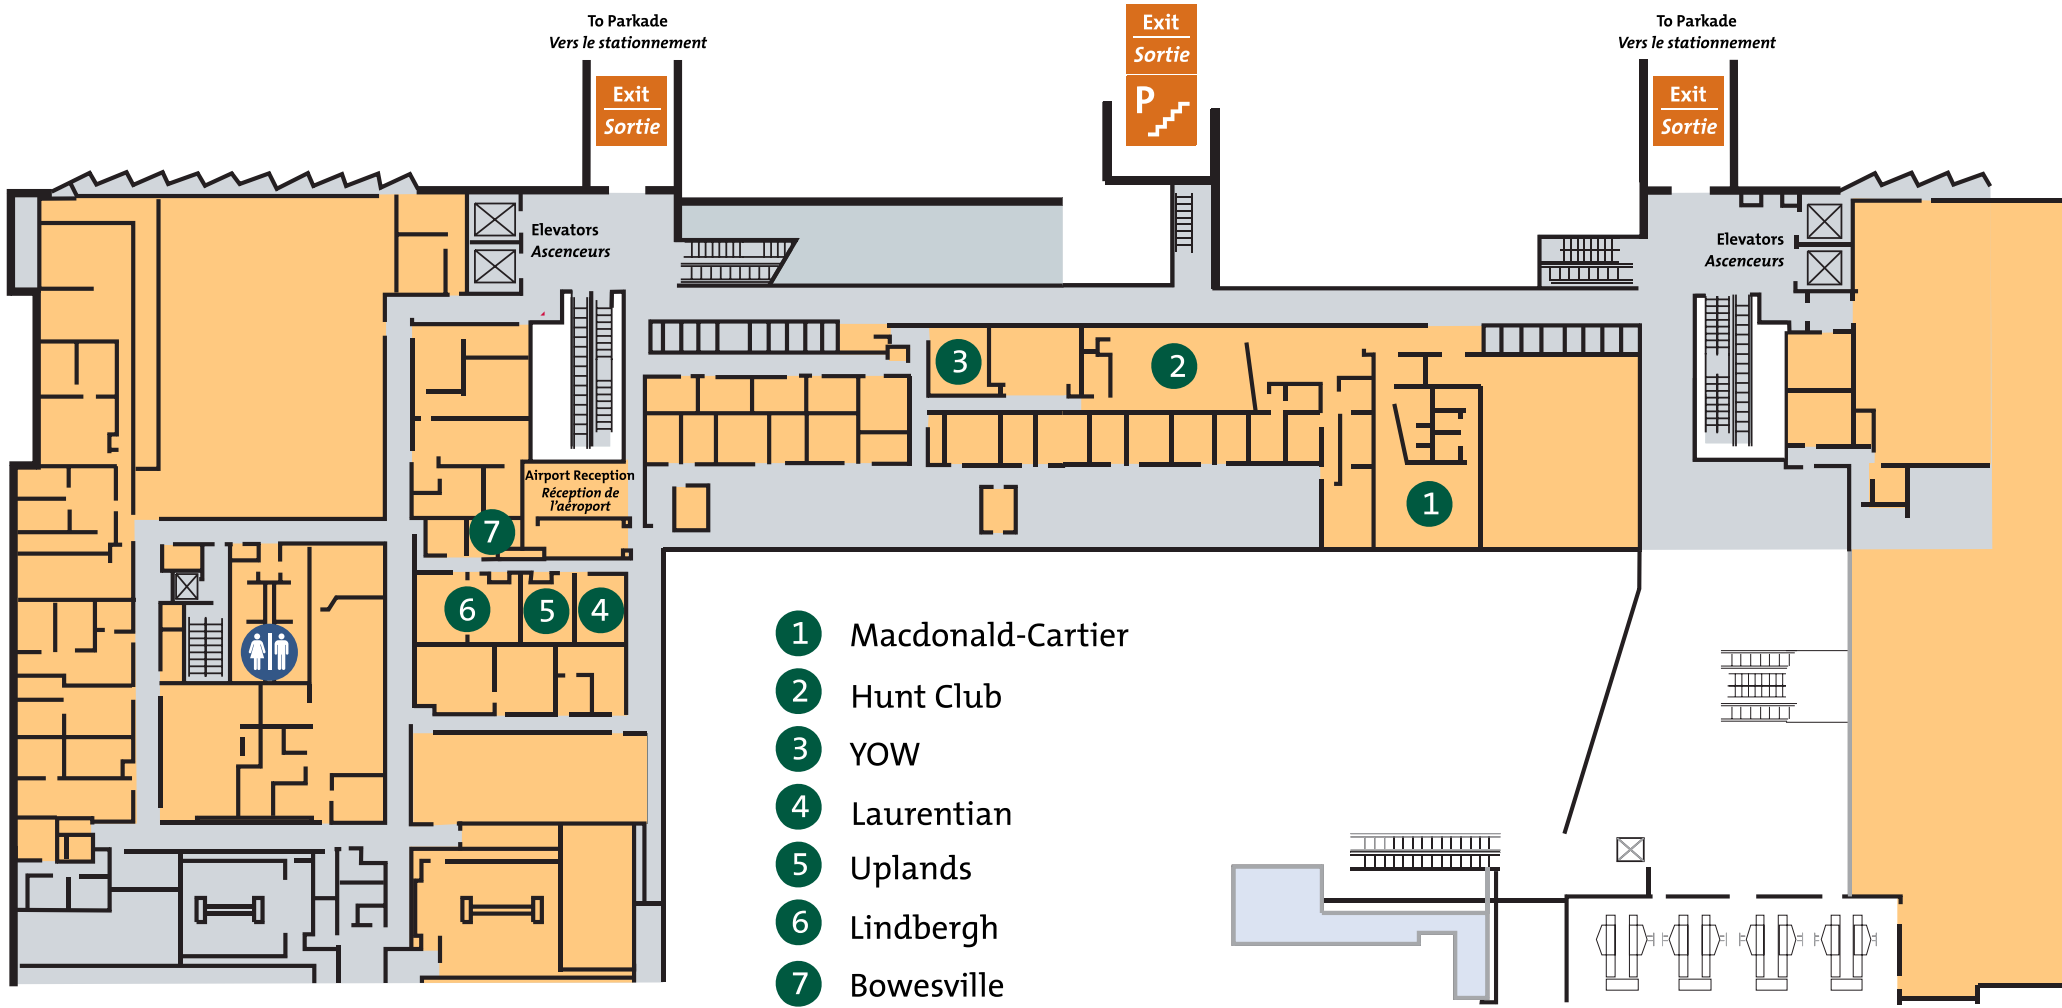 To Parkade
Vers le stationnement
Exit
Sortie
Exit
Sortie
P
To Parkade
Vers le stationnement
Exit
Sortie
Elevators
Ascenceurs
Elevators
Ascenceurs
3
2
Airport Reception
Réception de
l'aéroport
7
1
6
5
4
1 Macdonald-Cartier
2 Hunt Club
3 YOW
4 Laurentian
5 Uplands
6 Lindbergh
7 Bowesville